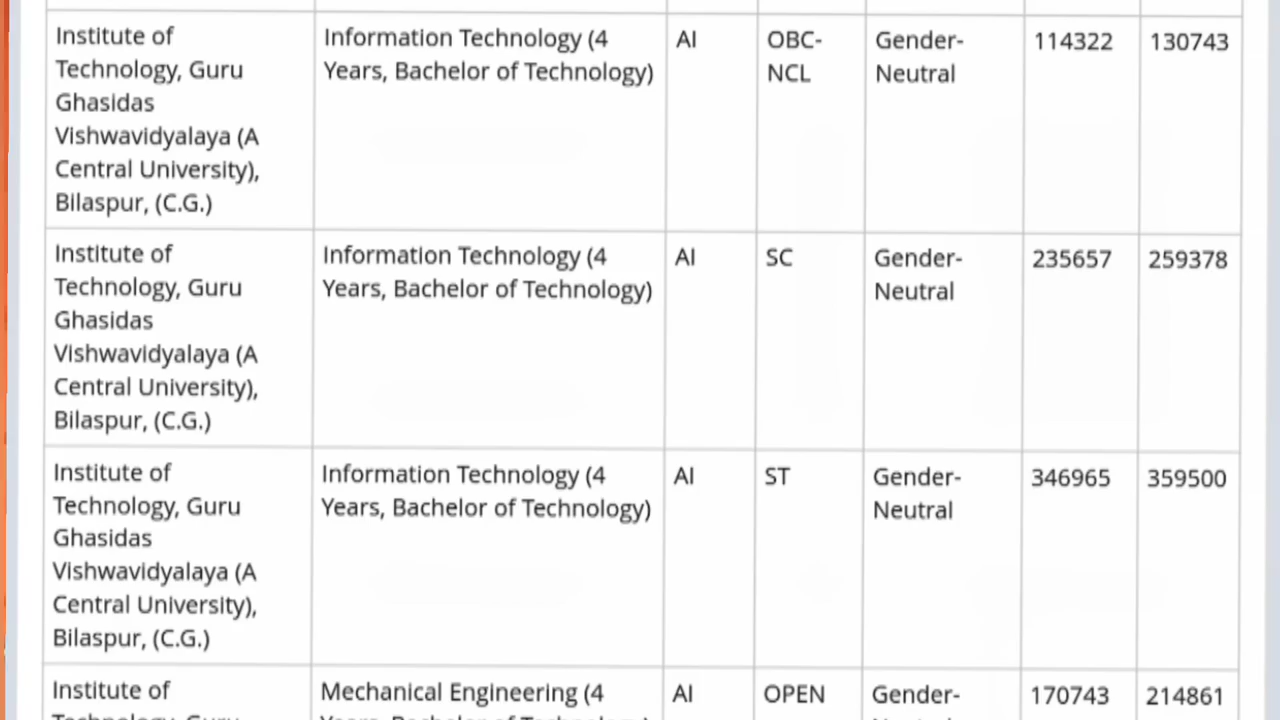 Institute of
Technology, Guru
Ghasidas
Vishwavidyalaya (A
Central University),
Bilaspur, (C.G.)
Information Technology (4
Years, Bachelor of Technology)
AI
OBC-
NCL
Gender-
Neutral
114322
130743
Institute of
Technology, Guru
Ghasidas
Vishwavidyalaya (A
Central University),
Bilaspur, (C.G.)
Information Technology (4
Years, Bachelor of Technology)
AI
SC
Gender-
Neutral
235657
259378
Institute of
Technology, Guru
Ghasidas
Vishwavidyalaya (A
Central University),
Bilaspur, (C.G.)
Information Technology (4
Years, Bachelor of Technology)
AI
ST
Gender-
Neutral
346965
359500
Institute of
Mechanical Engineering (4
AI
OPEN
Gender-
170743
214861